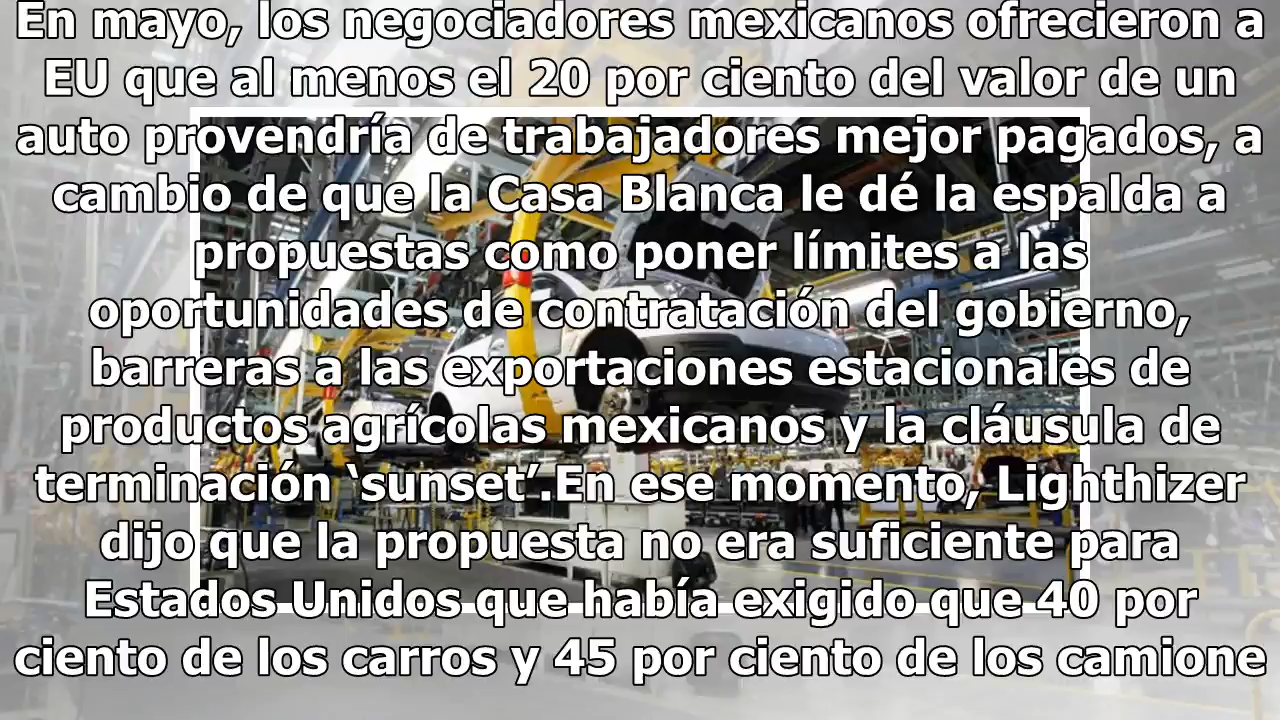 En mayo, los negociadores mexicanos ofrecieron a
EU que al menos el 20 por ciento del valor de un
auto provendría de trabajadores mejor pagados, a
cambio de que la Casa Blanca le dé la espalda a
propuestas como poner límites a las
oportunidades de contratación del gobierno,
barreras a las exportaciones estacionales de
productos agrícolas mexicanos y la cláusula de
terminación ‘sunset’.En ese momento, Lighthizer
dijo que la propuesta no era suficiente para
Estados Unidos que había exigido que 40 por
ciento de los carros y 45 por ciento de los camione